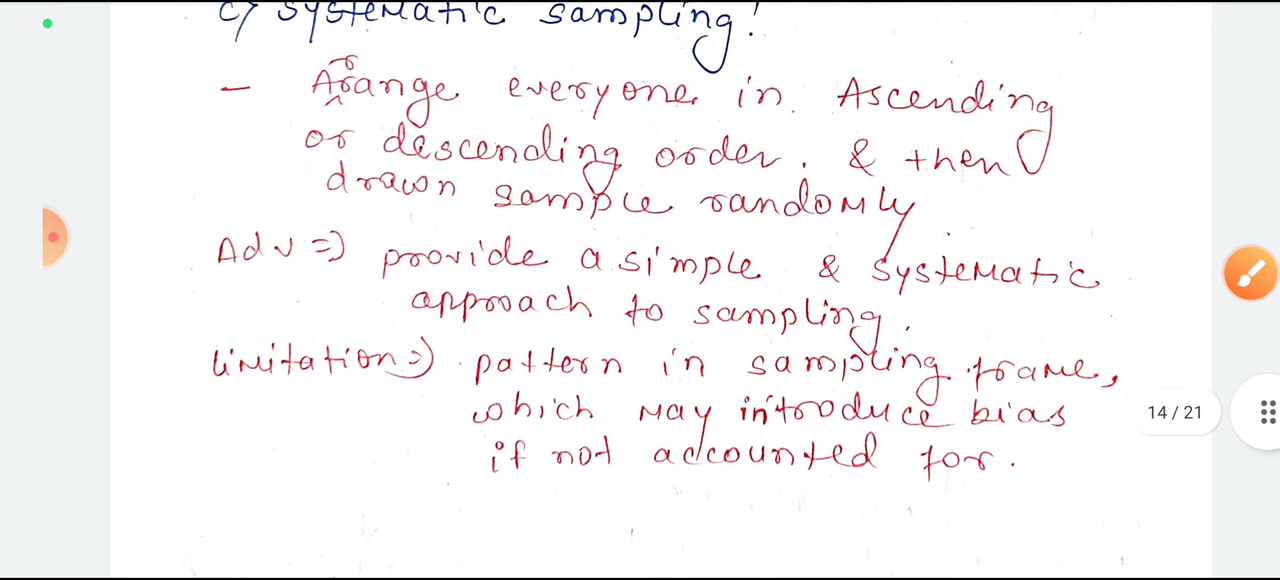 c) systematic sampling!
- Arrange everyone in Ascending
or descending order. & then
drawn sample randomly
Adv => provide a simple & systematic
approach to sampling.
limitation => pattern in sampling frame,
which may introduce bias
if not accounted for.
14 / 21